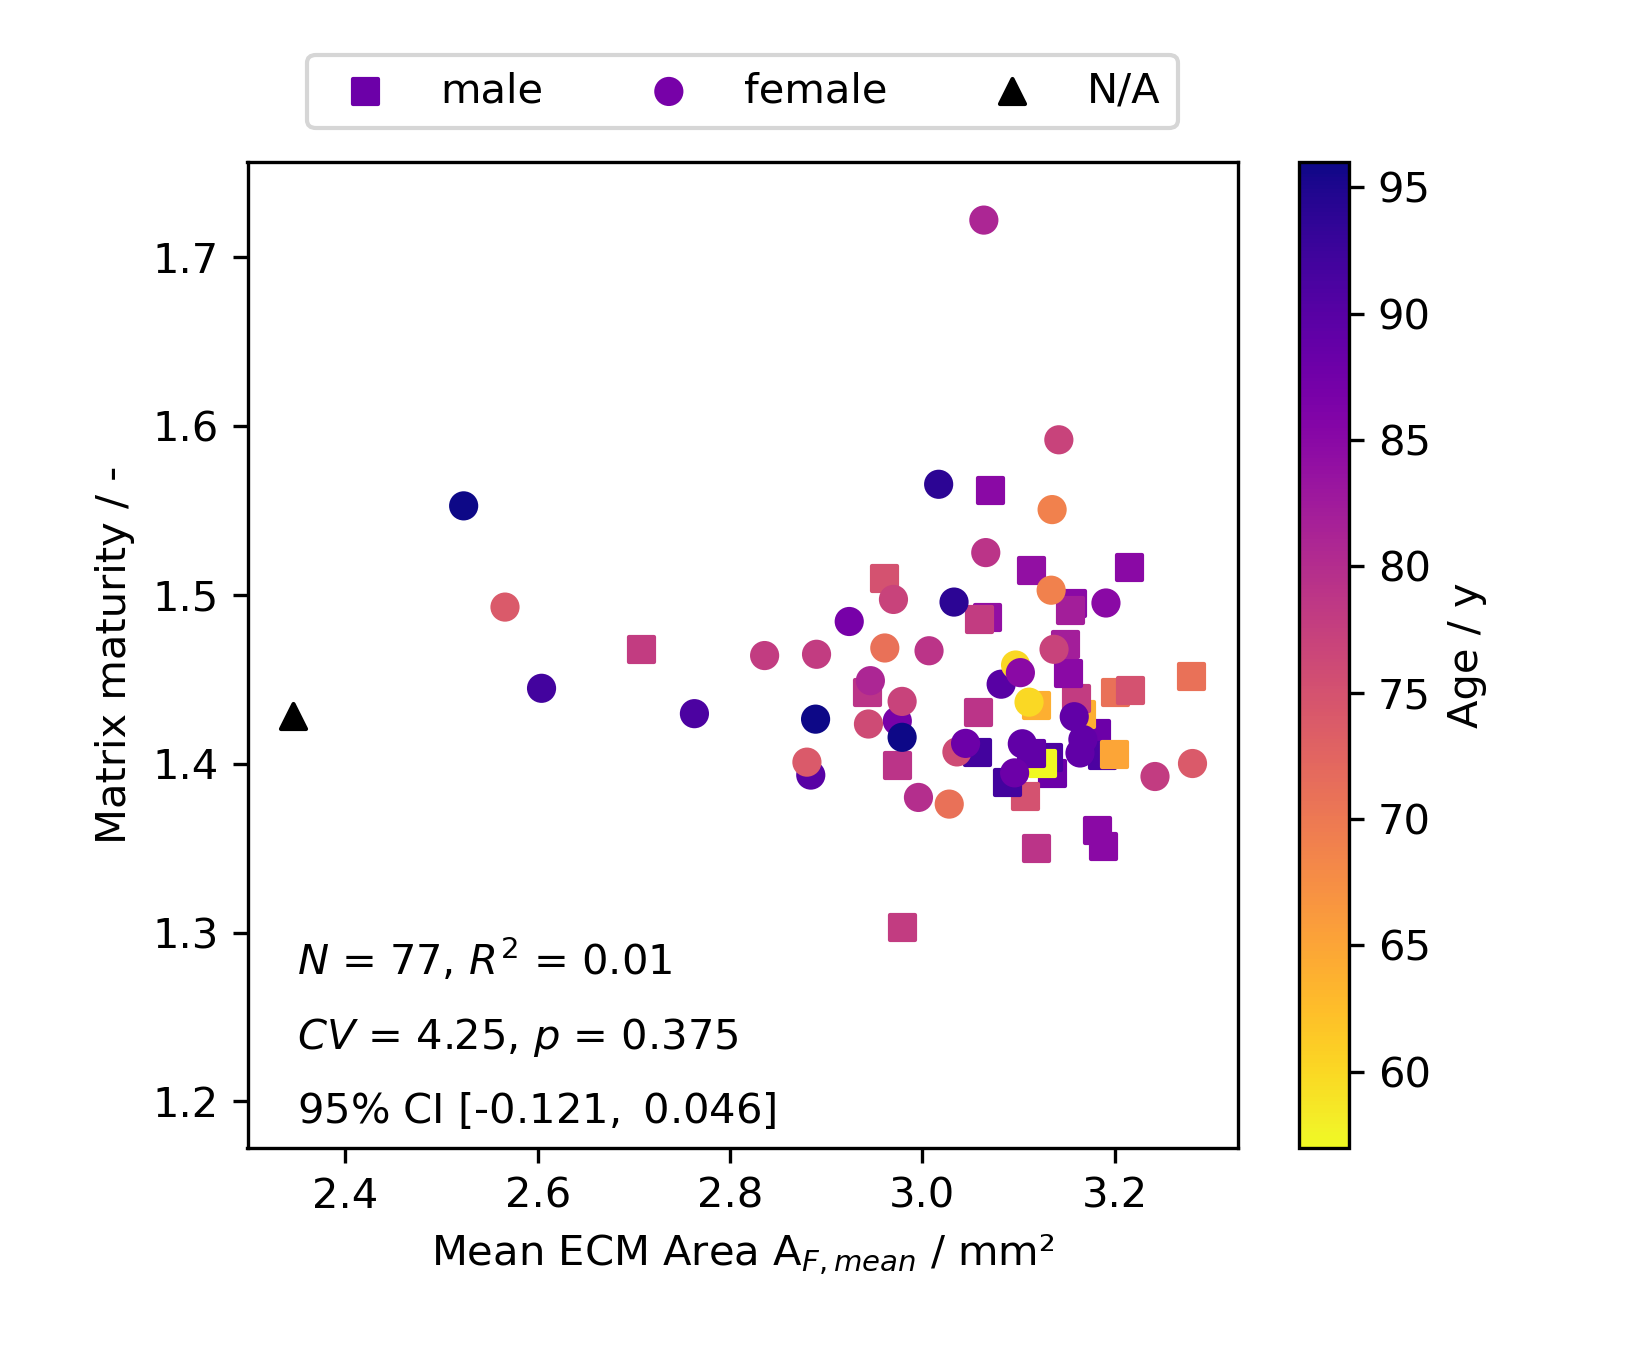 male female N/A
1.7
1.6
1.5
1.4
1.3
1.2
Matrix maturity / -
N = 77, R² = 0.01
CV = 4.25, p = 0.375
95% CI [-0.121, 0.046]
2.4 2.6 2.8 3.0 3.2
Mean ECM Area A_F,mean / mm²
95
90
85
80
75
70
65
60
Age / y